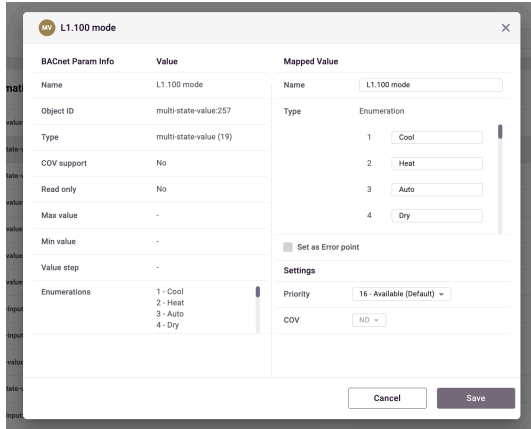 MV L1.100 mode
BACnet Param Info Value
Name L1.100 mode
Object ID multi-state-value:257
Type multi-state-value (19)
COV support No
Read only No
Max value -
Min value -
Value step -
Enumerations 1 - Cool
2 - Heat
3 - Auto
4 - Dry
Mapped Value
Name L1.100 mode
Type Enumeration
1 Cool
2 Heat
3 Auto
4 Dry
Set as Error point
Settings
Priority 16 - Available (Default)
COV NO
Cancel Save